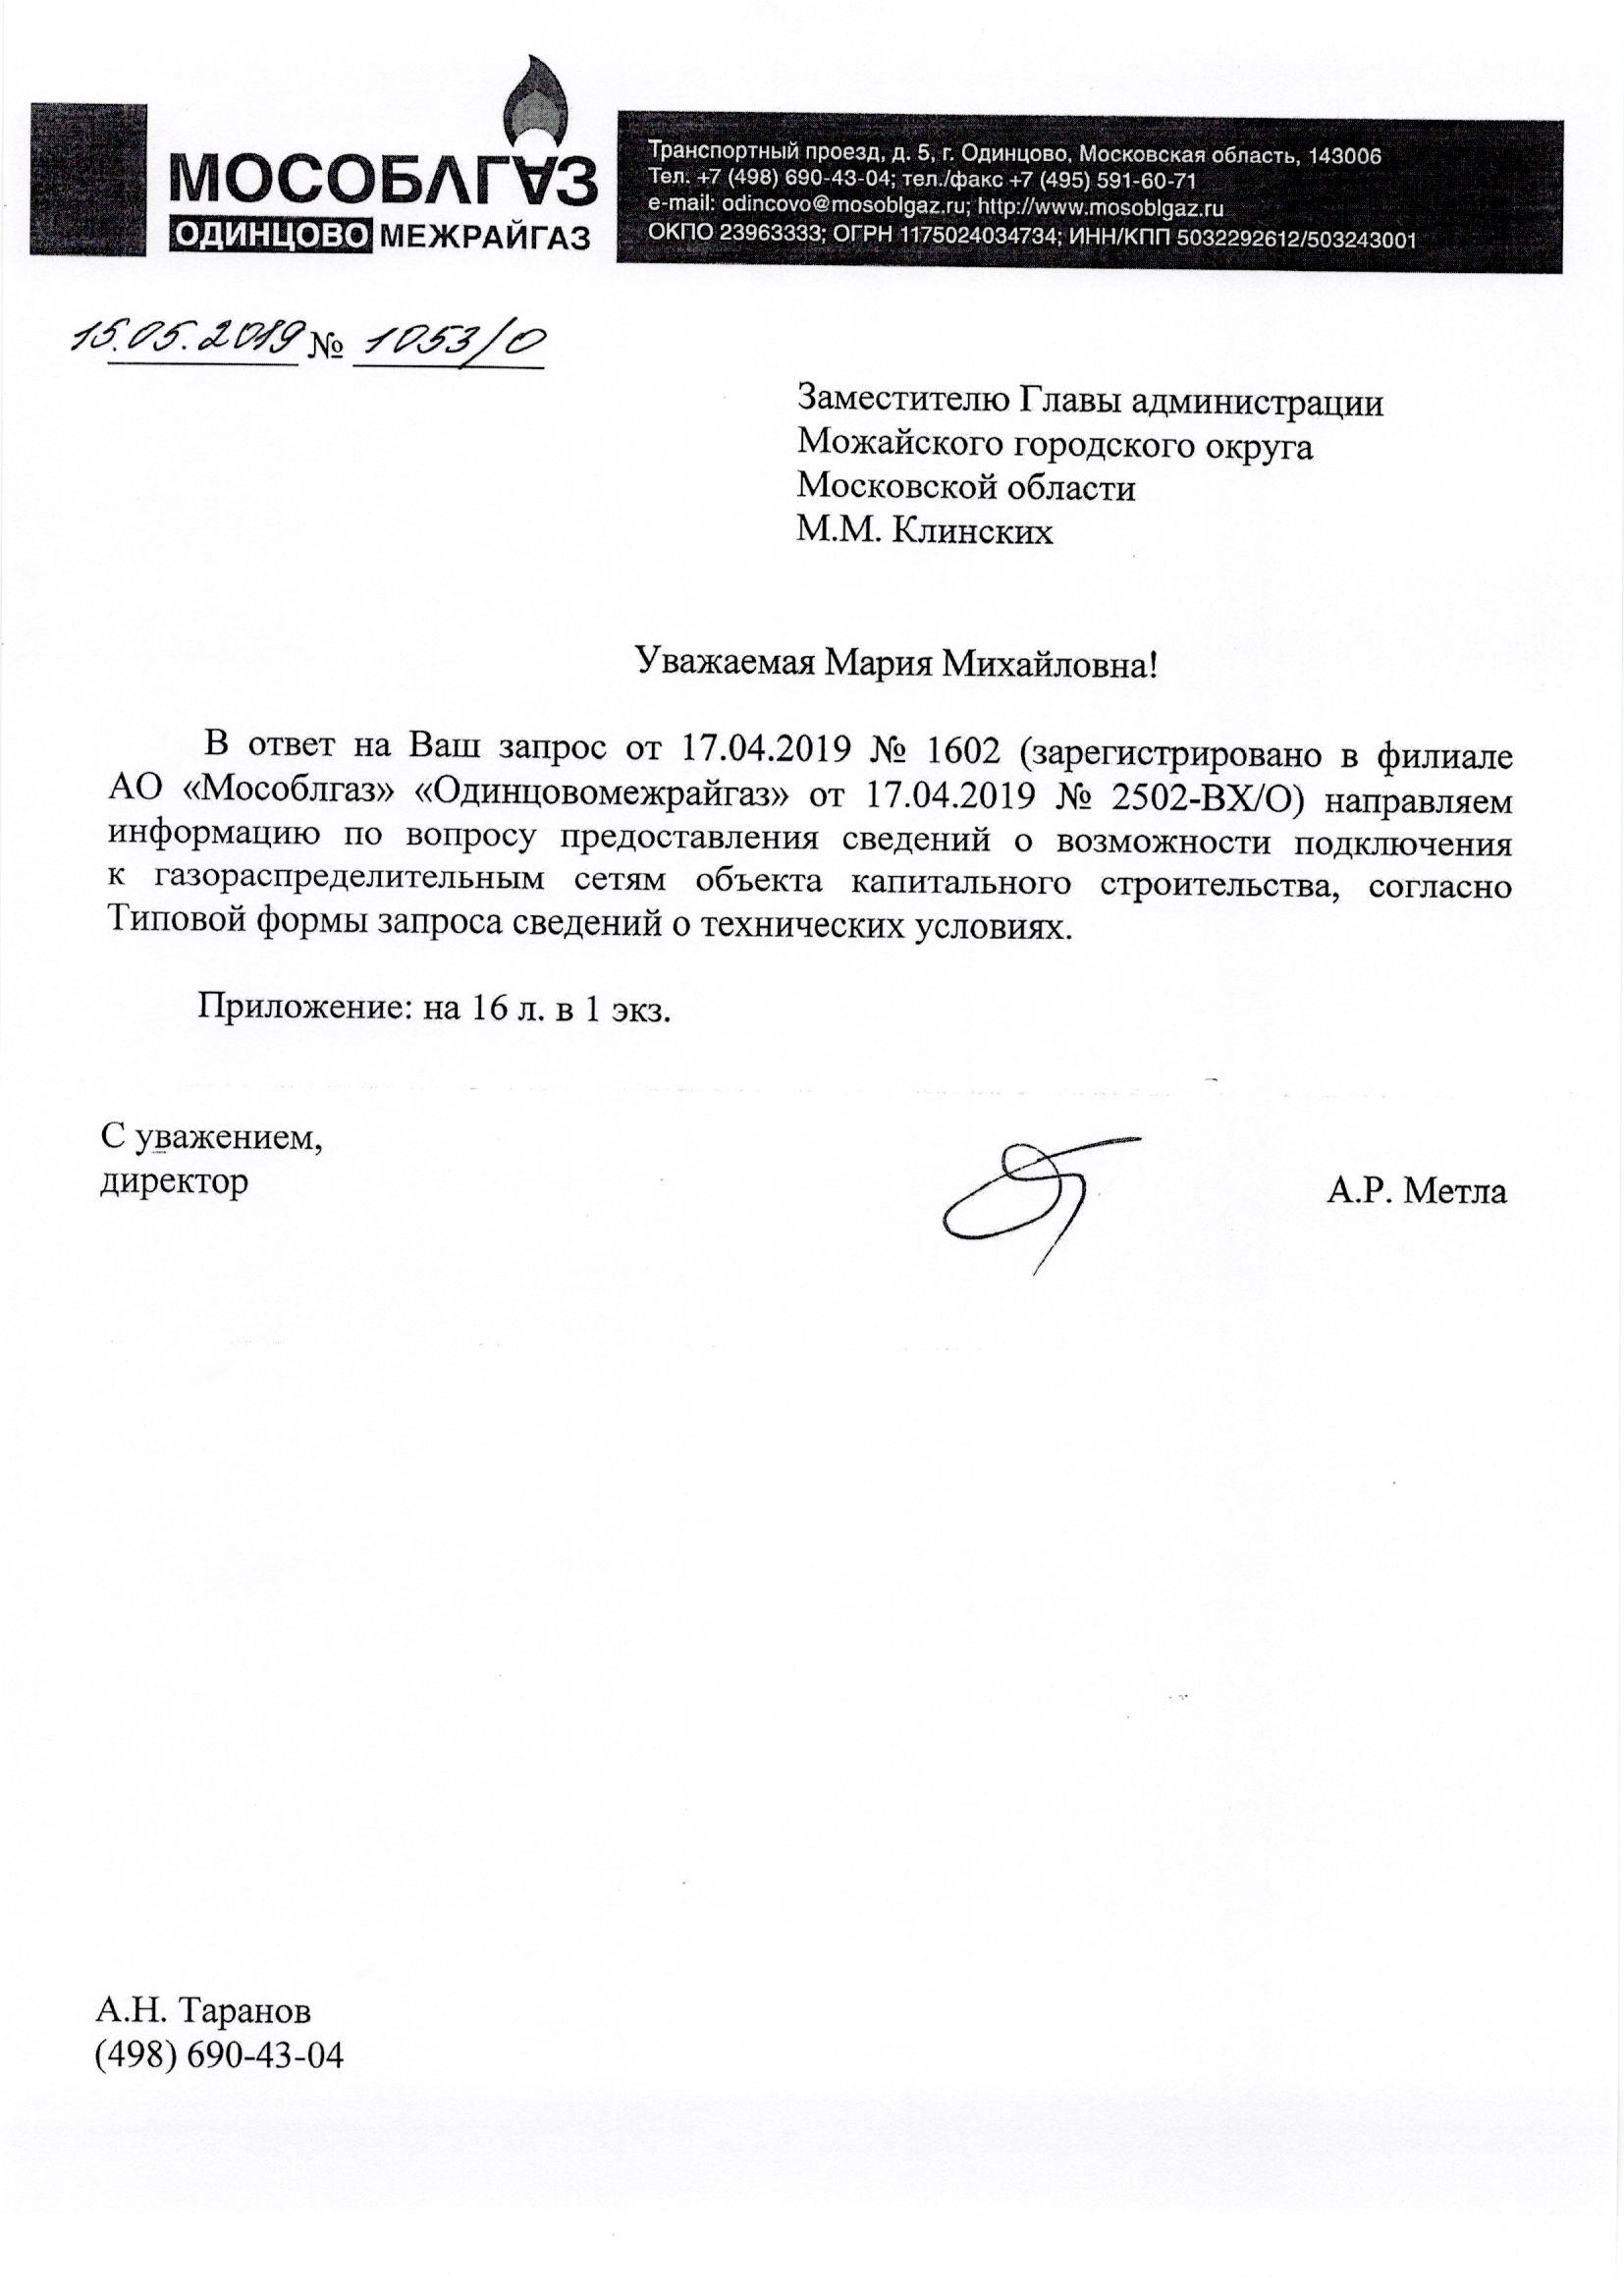 МОСОБЛГАЗ
ОДИНЦОВО МЕЖРАЙГАЗ
Транспортный проезд, д. 5, г. Одинцово, Московская область, 143006
Тел. +7 (498) 690-43-04; тел./факс +7 (495) 591-60-71
e-mail: odincovo@mosoblgaz.ru; http://www.mosoblgaz.ru
ОКПО 23963333; ОГРН 1175024034734; ИНН/КПП 5032292612/503243001
15.05.2019 № 1053/О
Заместителю Главы администрации
Можайского городского округа
Московской области
М.М. Клинских
Уважаемая Мария Михайловна!
В ответ на Ваш запрос от 17.04.2019 № 1602 (зарегистрировано в филиале
АО «Мособлгаз» «Одинцовомежрайгаз» от 17.04.2019 № 2502-ВХ/О) направляем
информацию по вопросу предоставления сведений о возможности подключения
к газораспределительным сетям объекта капитального строительства, согласно
Типовой формы запроса сведений о технических условиях.
Приложение: на 16 л. в 1 экз.
С уважением,
директор
А.Р. Метла
А.Н. Таранов
(498) 690-43-04